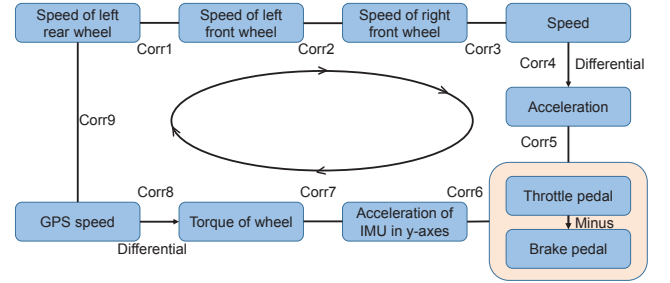 Speed of left
rear wheel
Speed of left
front wheel
Speed of right
front wheel
Speed
Corr1
Corr2
Corr3
Corr4
Differential
Acceleration
Corr9
Corr5
Corr8
Corr7
Corr6
Throttle pedal
GPS speed
Torque of wheel
Acceleration of
IMU in y-axes
Minus
Differential
Brake pedal